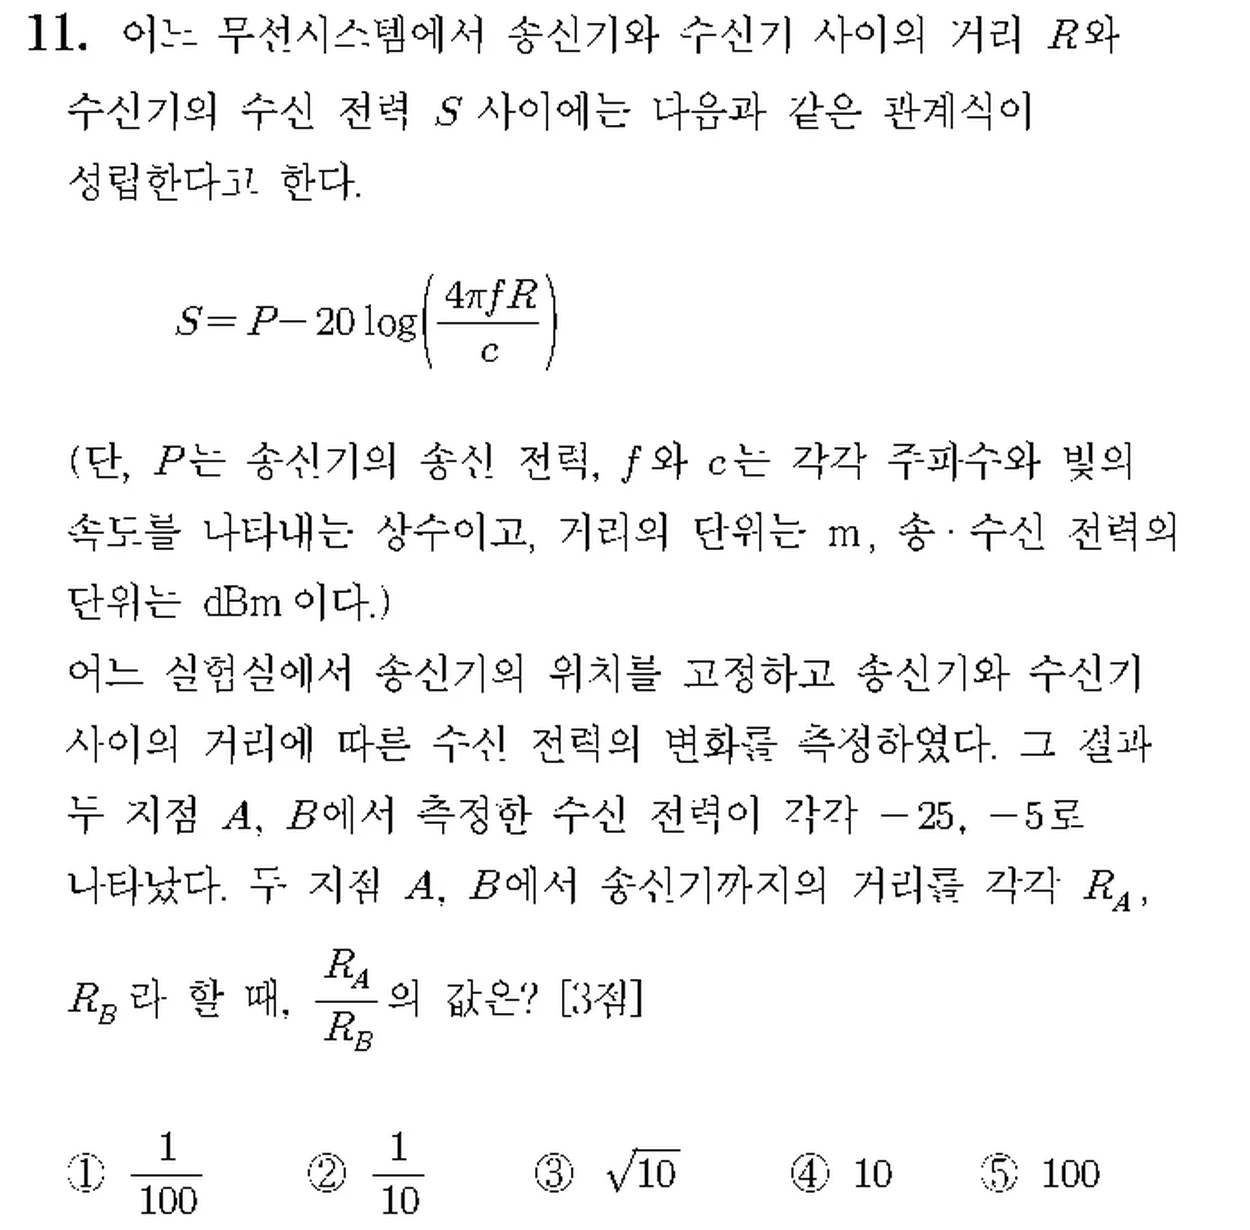 11. 어느 무선시스템에서 송신기와 수신기 사이의 거리 R와
수신기의 수신 전력 S 사이에는 다음과 같은 관계식이
성립한다고 한다.
S = P − 20 log(4πfR/c)
(단, P는 송신기의 송신 전력, f와 c는 각각 주파수와 빛의
속도를 나타내는 상수이고, 거리의 단위는 m, 송·수신 전력의
단위는 dBm이다.)
어느 실험실에서 송신기의 위치를 고정하고 송신기와 수신기
사이의 거리에 따른 수신 전력의 변화를 측정하였다. 그 결과
두 지점 A, B에서 측정한 수신 전력이 각각 −25, −5로
나타났다. 두 지점 A, B에서 송신기까지의 거리를 각각 R_A,
R_B라 할 때, R_A/R_B의 값은? [3점]
① 1/100 ② 1/10 ③ √10 ④ 10 ⑤ 100